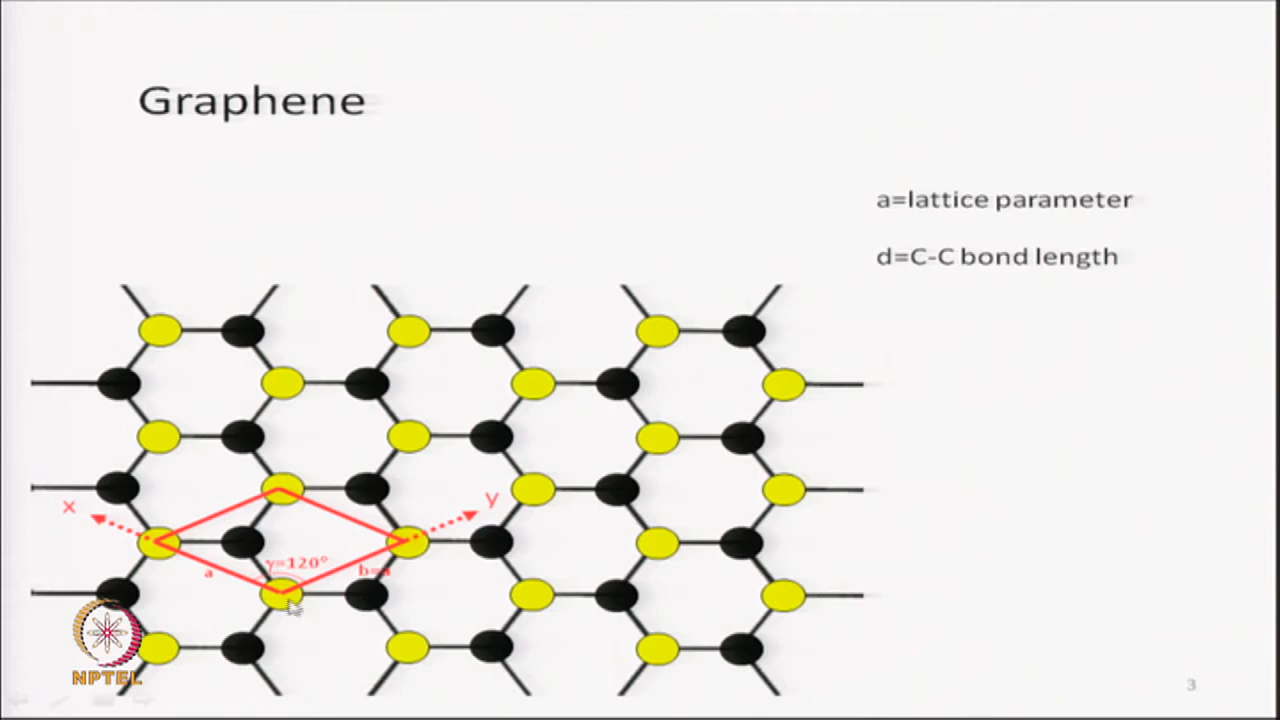 Graphene
a=lattice parameter
d=C-C bond length
x
y
γ=120°
a
b=a
NPTEL
3